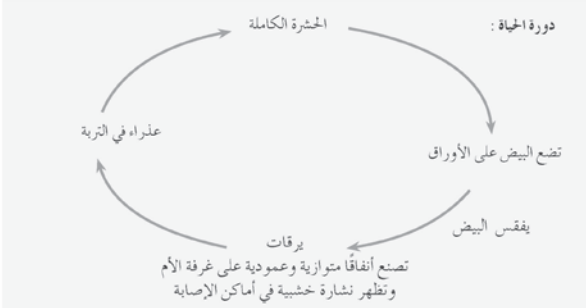 دورة الحياة :
الحشرة الكاملة
تضع البيض على الأوراق
يفقس البيض
يرقات
تصنع أنفاقًا متوازية وعمودية على غرفة الأم
وتظهر نشارة خشبية في أماكن الإصابة
عذراء في التربة